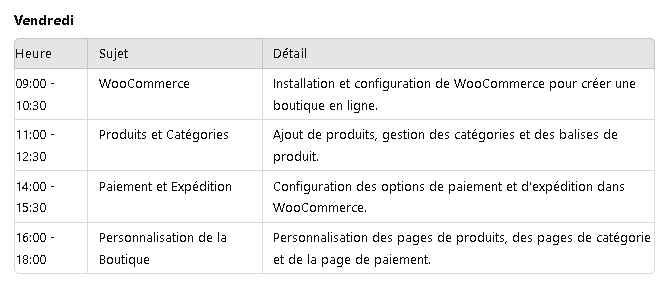 Vendredi
Heure Sujet Détail
09:00 - WooCommerce Installation et configuration de WooCommerce pour créer une
10:30 boutique en ligne.
11:00 - Produits et Catégories Ajout de produits, gestion des catégories et des balises de
12:30 produit.
14:00 - Paiement et Expédition Configuration des options de paiement et d'expédition dans
15:30 WooCommerce.
16:00 - Personnalisation de la Personnalisation des pages de produits, des pages de catégorie
18:00 Boutique et de la page de paiement.